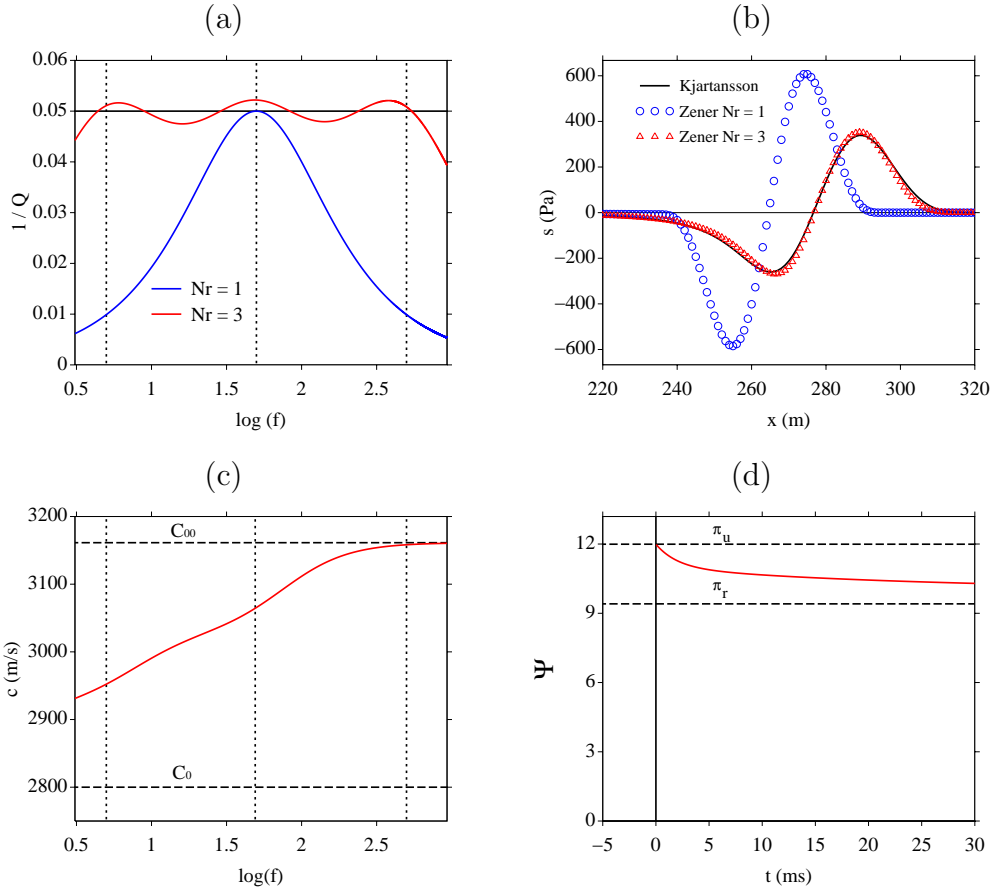 (a)
0.06
0.05
0.04
0.03
0.02
0.01
0
1 / Q
Nr = 1
Nr = 3
0.5
1
1.5
2
2.5
log (f)
(b)
600
400
200
0
−200
−400
−600
s (Pa)
Kjartansson
Zener Nr = 1
Zener Nr = 3
220
240
260
280
300
320
x (m)
(c)
3200
3100
3000
2900
2800
c (m/s)
C00
C0
0.5
1
1.5
2
2.5
log(f)
(d)
12
9
6
3
0
Ψ
π_u
π_r
−5
0
5
10
15
20
25
30
t (ms)